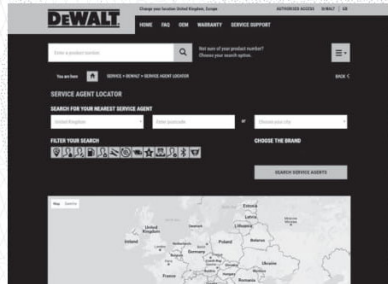 DEWALT
Change your location United Kingdom, Europe
AUTHORISED ACCESS DEWALT | GB
HOME FAQ OEM WARRANTY SERVICE SUPPORT
Enter a product number
Not sure of your product number?
Choose your search option.
You are here SERVICE > DEWALT > SERVICE AGENT LOCATOR
BACK
SERVICE AGENT LOCATOR
SEARCH FOR YOUR NEAREST SERVICE AGENT
United Kingdom
Enter postcode
or
Choose your city
FILTER YOUR SEARCH
CHOOSE THE BRAND
SEARCH SERVICE AGENTS
Map Satellite
Estonia
Latvia
Lithuania
United
Kingdom
Ireland
Poland
Belarus
Germany
Ukraine
France
Hungary
Romania